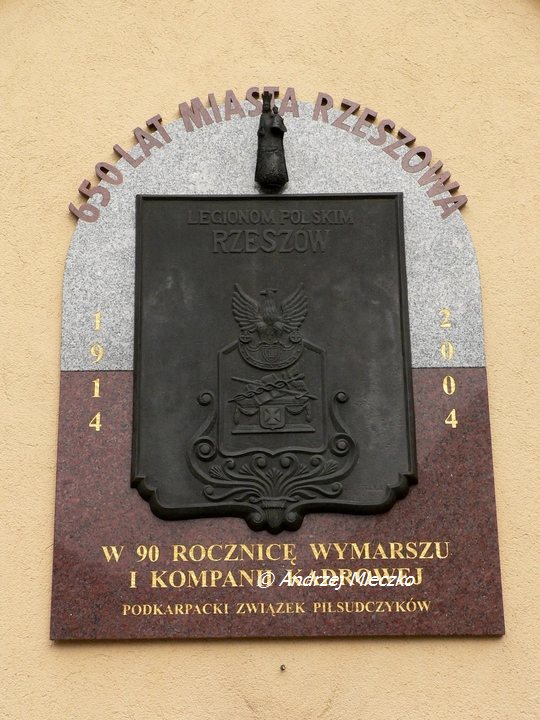 650 LAT MIASTA RZESZOWA
LEGIONOM POLSKIM
RZESZÓW
1914
2004
W 90 ROCZNICĘ WYMARSZU
I KOMPANII KADROWEJ
© Andrzej Mleczko
PODKARPACKI ZWIĄZEK PIŁSUDCZYKÓW